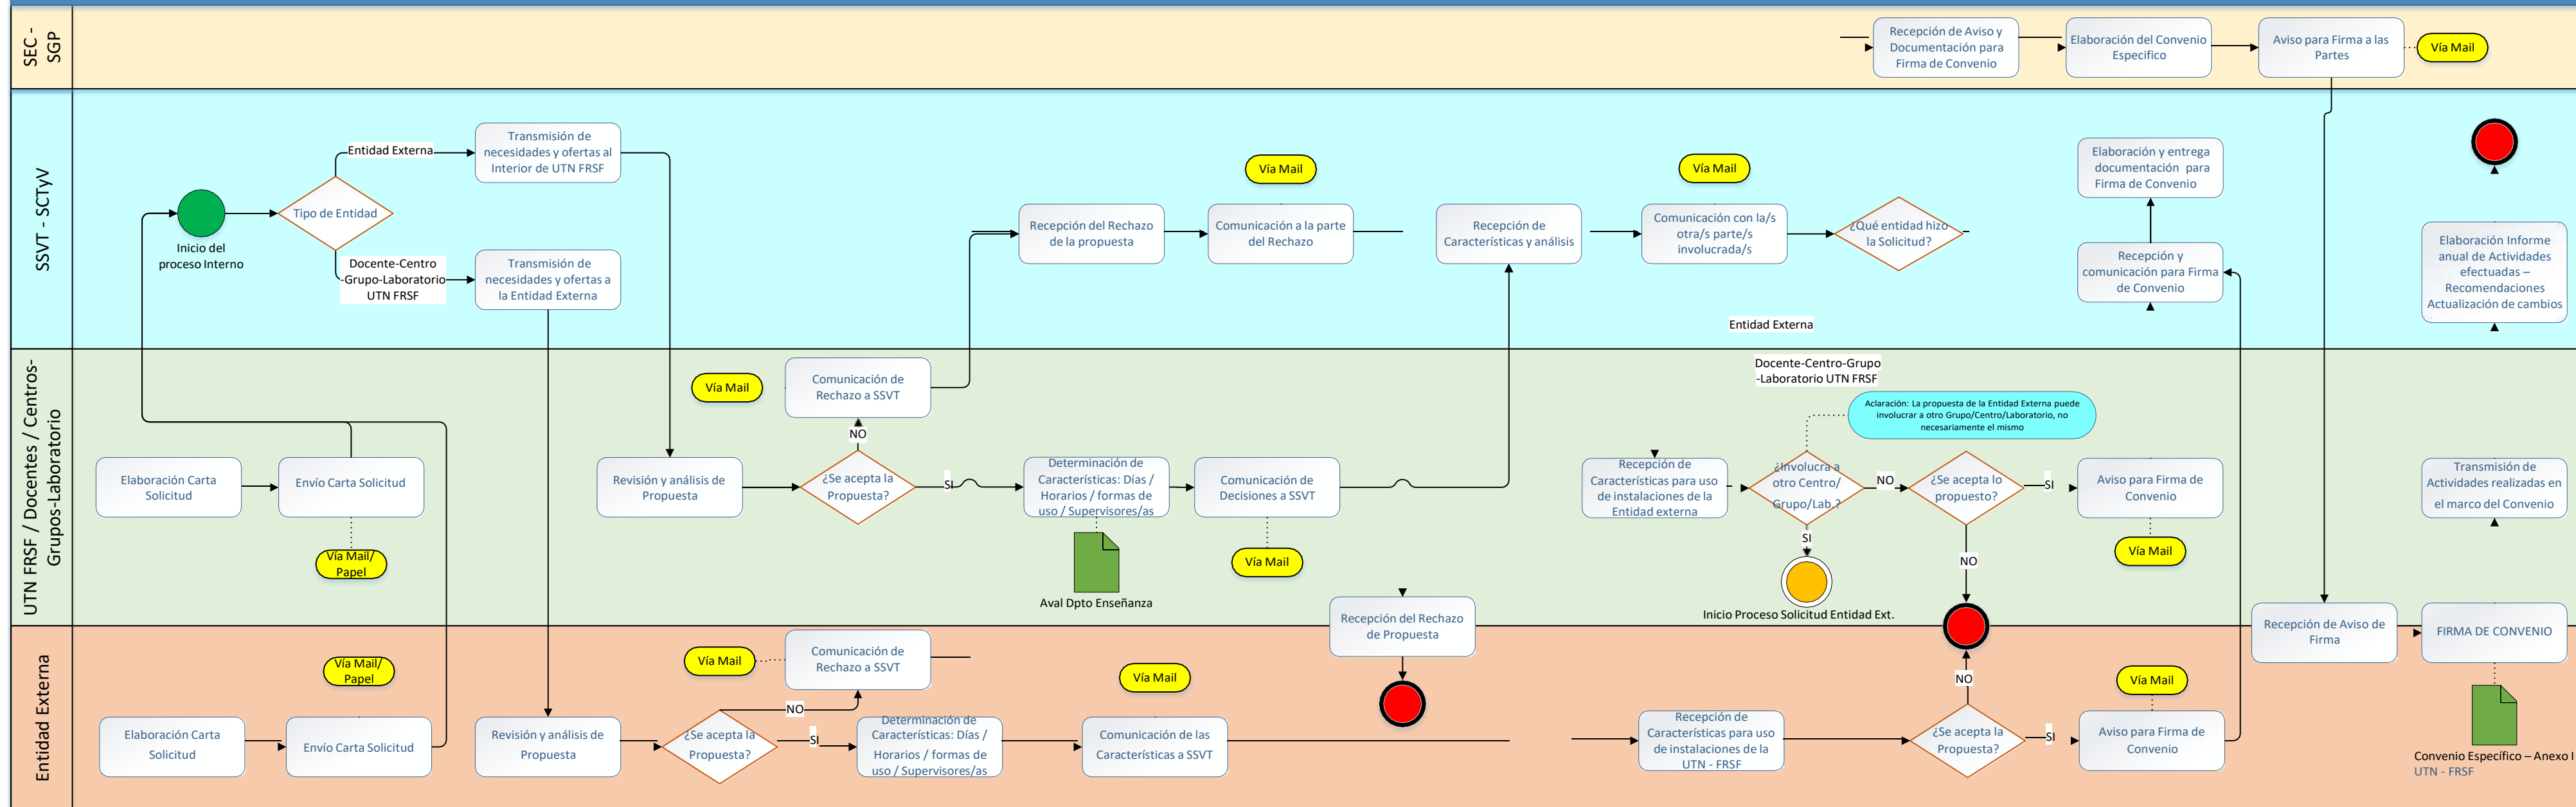 SEC -
SGP
Recepción de Aviso y
Documentación para
Firma de Convenio
Elaboración del Convenio
Especifico
Aviso para Firma a las
Partes
Vía Mail
SSVT - SCTyV
Inicio del
proceso Interno
Tipo de Entidad
Entidad Externa
Docente-Centro
-Grupo-Laboratorio
UTN FRSF
Transmisión de
necesidades y ofertas al
Interior de UTN FRSF
Transmisión de
necesidades y ofertas a
la Entidad Externa
Recepción del Rechazo
de la propuesta
Vía Mail
Comunicación a la parte
del Rechazo
Recepción de
Características y análisis
Vía Mail
Comunicación con la/s
otra/s parte/s
involucrada/s
¿Qué entidad hizo
la Solicitud?
Entidad Externa
Elaboración y entrega
documentación para
Firma de Convenio
Recepción y
comunicación para Firma
de Convenio
Elaboración Informe
anual de Actividades
efectuadas –
Recomendaciones
Actualización de cambios
UTN FRSF / Docentes / Centros-
Grupos-Laboratorio
Elaboración Carta
Solicitud
Envío Carta Solicitud
Vía Mail/
Papel
Revisión y análisis de
Propuesta
Vía Mail
Comunicación de
Rechazo a SSVT
NO
¿Se acepta la
Propuesta?
SI
Determinación de
Características: Días /
Horarios / formas de
uso / Supervisores/as
Aval Dpto Enseñanza
Comunicación de
Decisiones a SSVT
Vía Mail
Recepción del Rechazo
de Propuesta
Docente-Centro-Grupo
-Laboratorio UTN FRSF
Aclaración: La propuesta de la Entidad Externa puede
involucrar a otro Grupo/Centro/Laboratorio, no
necesariamente el mismo
Recepción de
Características para uso
de instalaciones de la
Entidad externa
¿Involucra a
otro Centro/
Grupo/Lab.?
NO
SI
Inicio Proceso Solicitud Entidad Ext.
¿Se acepta lo
propuesto?
SI
NO
Aviso para Firma de
Convenio
Vía Mail
Transmisión de
Actividades realizadas en
el marco del Convenio
Recepción de Aviso de
Firma
FIRMA DE CONVENIO
Entidad Externa
Elaboración Carta
Solicitud
Vía Mail/
Papel
Envío Carta Solicitud
Revisión y análisis de
Propuesta
Vía Mail
Comunicación de
Rechazo a SSVT
NO
¿Se acepta la
Propuesta?
SI
Determinación de
Características: Días /
Horarios / formas de
uso / Supervisores/as
Vía Mail
Comunicación de las
Características a SSVT
Recepción de
Características para uso
de instalaciones de la
UTN - FRSF
NO
¿Se acepta la
Propuesta?
SI
Vía Mail
Aviso para Firma de
Convenio
Convenio Específico – Anexo I
UTN - FRSF